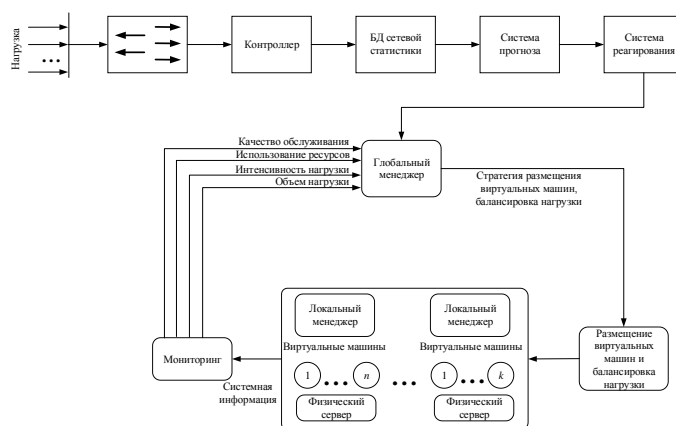 Нагрузка
...
Контроллер
БД сетевой
статистики
Система
прогноза
Система
реагирования
Качество обслуживания
Использование ресурсов
Интенсивность нагрузки
Объем нагрузки
Глобальный
менеджер
Стратегия размещения
виртуальных машин,
балансировка нагрузки
Локальный
менеджер
Локальный
менеджер
Виртуальные машины
Виртуальные машины
1 ... n ... 1 ... k
Физический
сервер
Физический
сервер
Мониторинг
Системная
информация
Размещение
виртуальных
машин и
балансировка
нагрузки